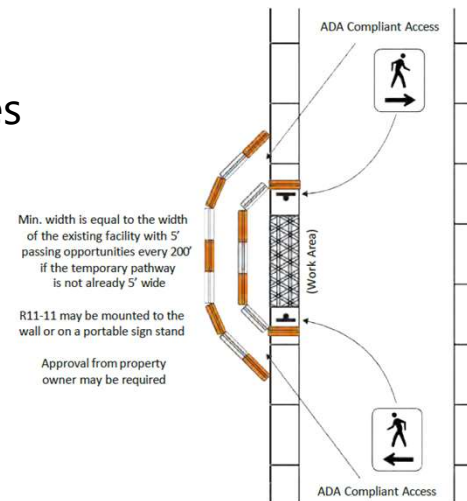 ADA Compliant Access
es
Min. width is equal to the width
of the existing facility with 5'
passing opportunities every 200'
if the temporary pathway
is not already 5' wide
(Work Area)
R11-11 may be mounted to the
wall or on a portable sign stand
Approval from property
owner may be required
ADA Compliant Access